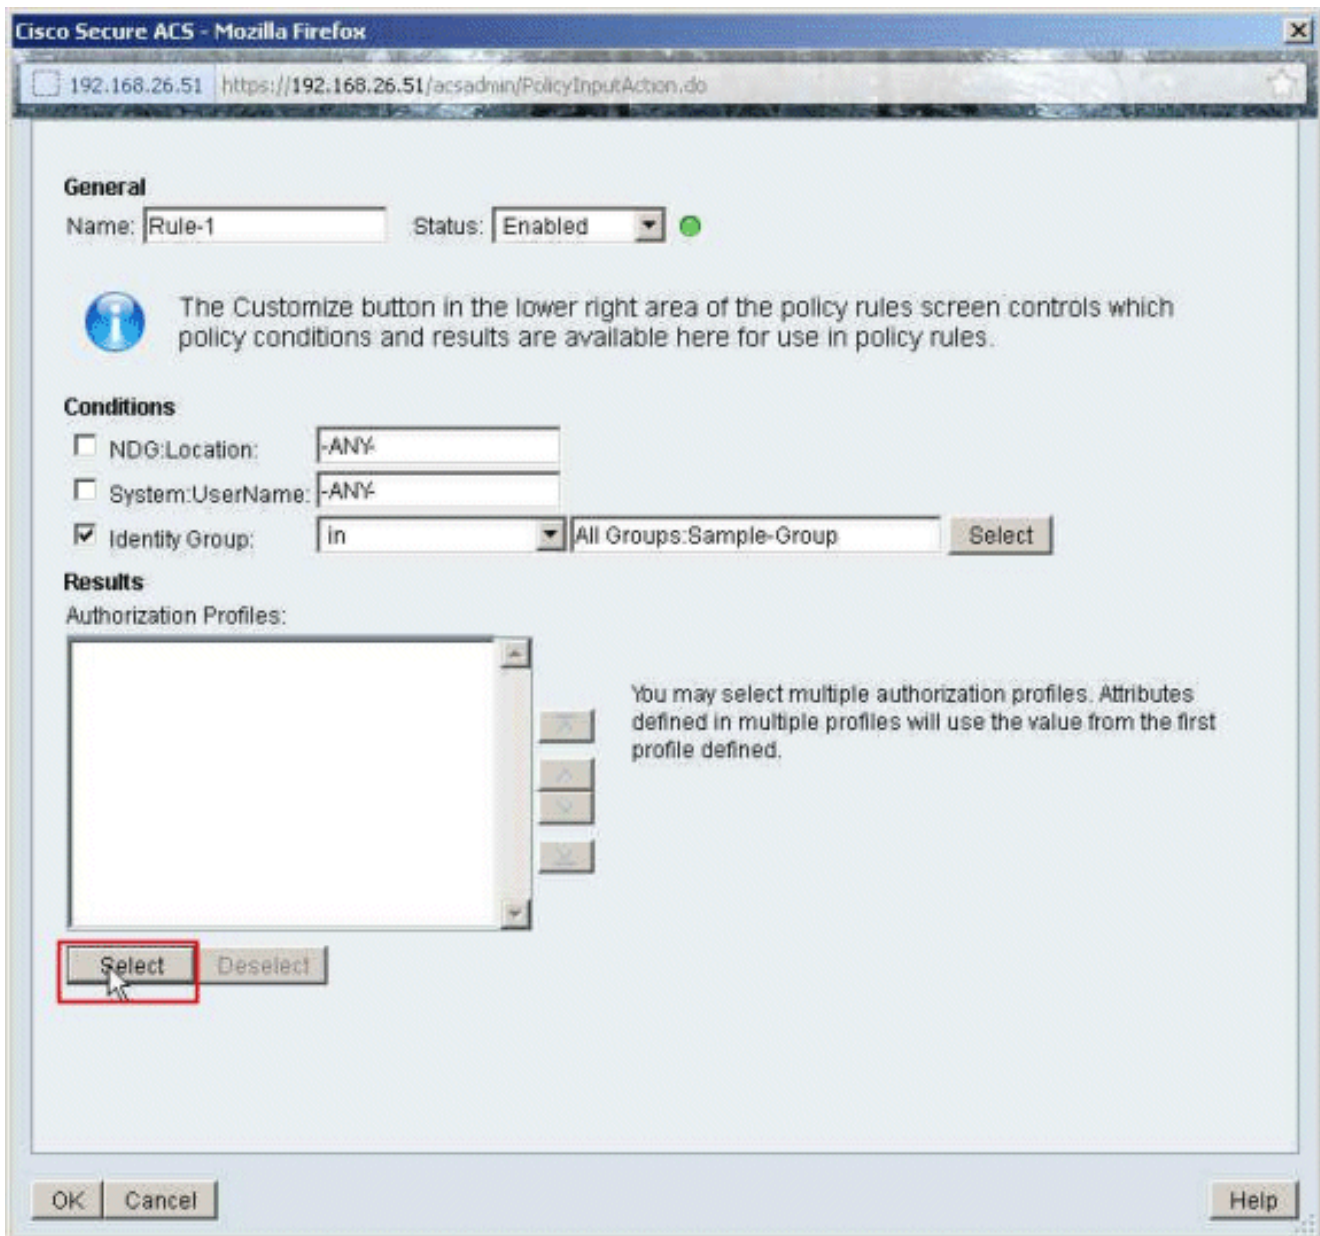 Cisco Secure ACS - Mozilla Firefox
192.168.26.51 https://192.168.26.51/acsadmin/PolicyInputAction.do
General
Name: Rule-1 Status: Enabled
The Customize button in the lower right area of the policy rules screen controls which
policy conditions and results are available here for use in policy rules.
Conditions
NDG:Location: -ANY-
System:UserName: -ANY-
Identity Group: in All Groups:Sample-Group Select
Results
Authorization Profiles:
You may select multiple authorization profiles. Attributes
defined in multiple profiles will use the value from the first
profile defined.
Select Deselect
OK Cancel Help